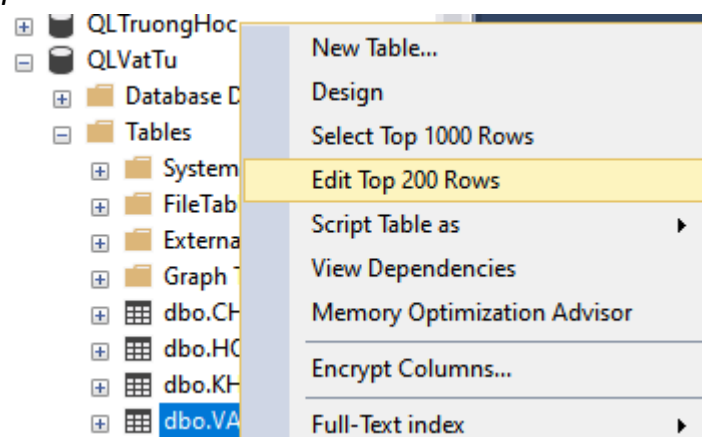 QLTruongHoc
QLVatTu
Database D
Tables
System
FileTab
Externa
Graph
dbo.CH
dbo.HO
dbo.KH
dbo.VA
New Table...
Design
Select Top 1000 Rows
Edit Top 200 Rows
Script Table as
View Dependencies
Memory Optimization Advisor
Encrypt Columns...
Full-Text index